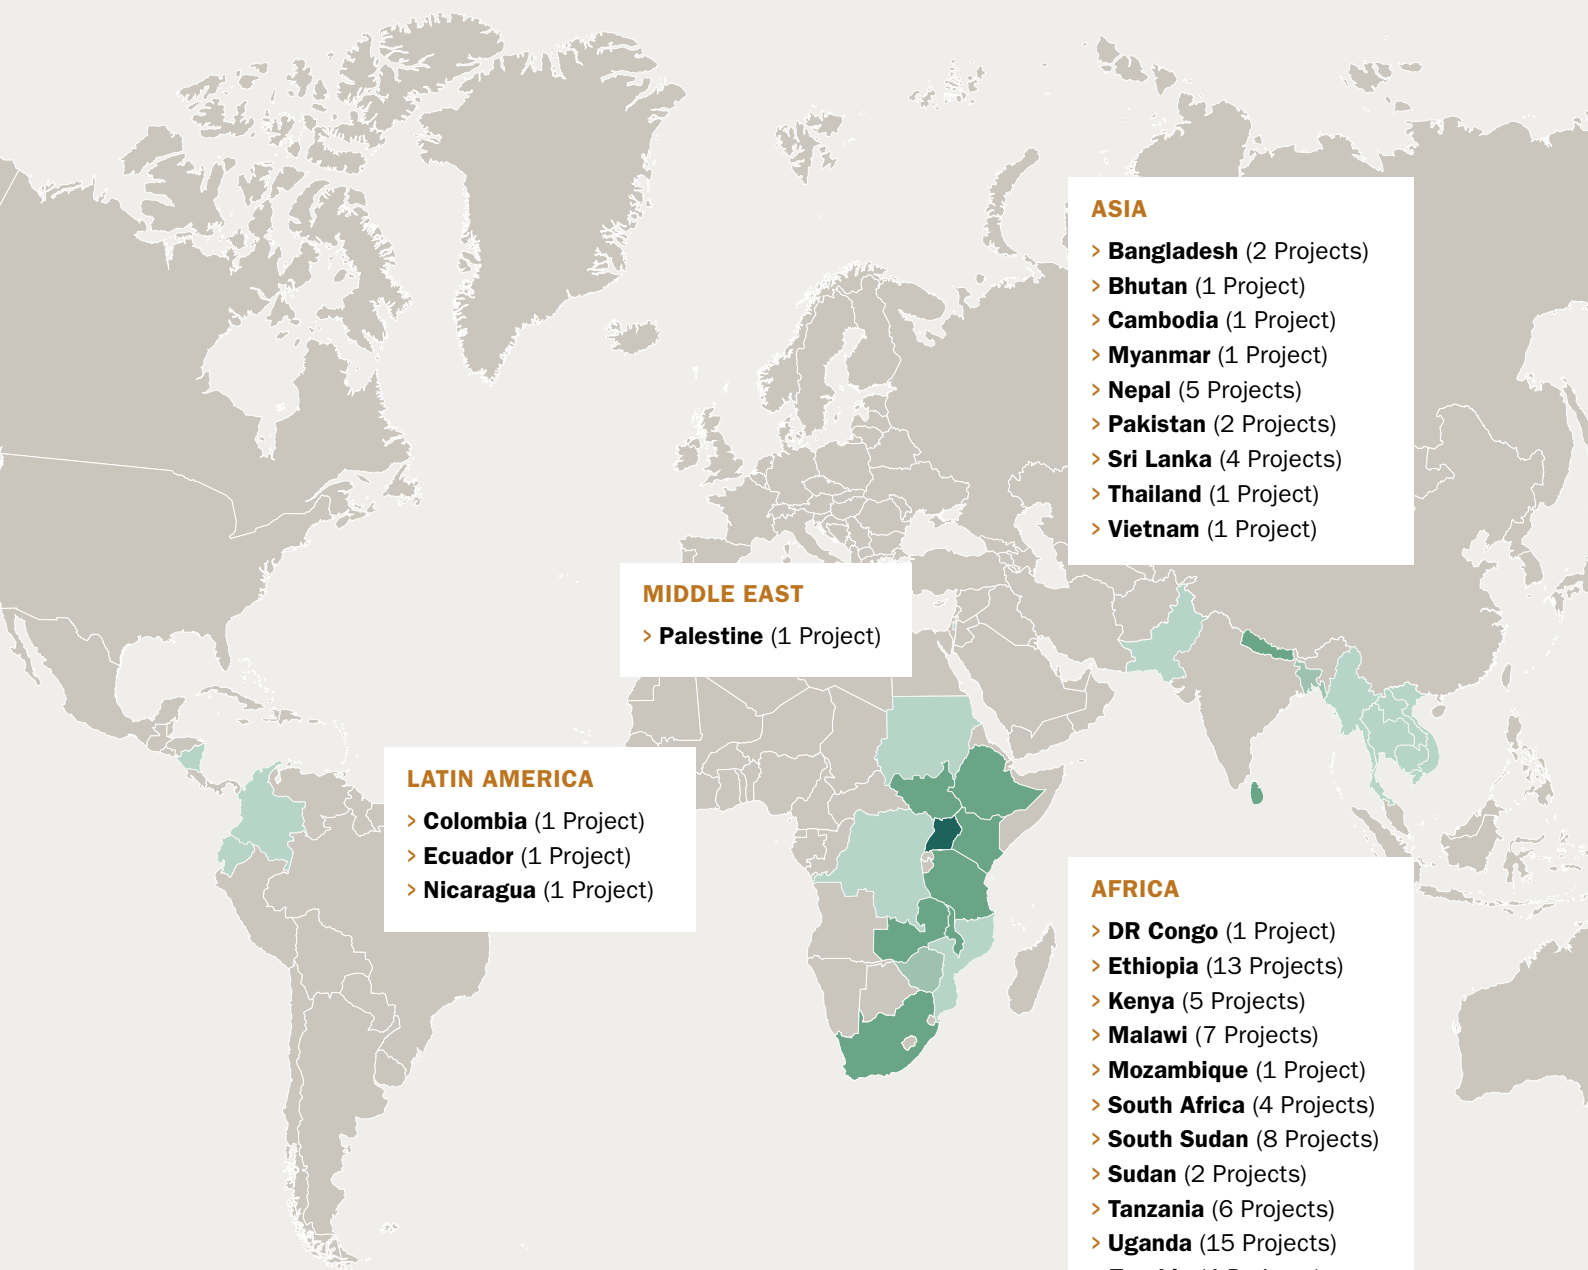 ASIA
> Bangladesh (2 Projects)
> Bhutan (1 Project)
> Cambodia (1 Project)
> Myanmar (1 Project)
> Nepal (5 Projects)
> Pakistan (2 Projects)
> Sri Lanka (4 Projects)
> Thailand (1 Project)
> Vietnam (1 Project)
MIDDLE EAST
> Palestine (1 Project)
LATIN AMERICA
> Colombia (1 Project)
> Ecuador (1 Project)
> Nicaragua (1 Project)
AFRICA
> DR Congo (1 Project)
> Ethiopia (13 Projects)
> Kenya (5 Projects)
> Malawi (7 Projects)
> Mozambique (1 Project)
> South Africa (4 Projects)
> South Sudan (8 Projects)
> Sudan (2 Projects)
> Tanzania (6 Projects)
> Uganda (15 Projects)